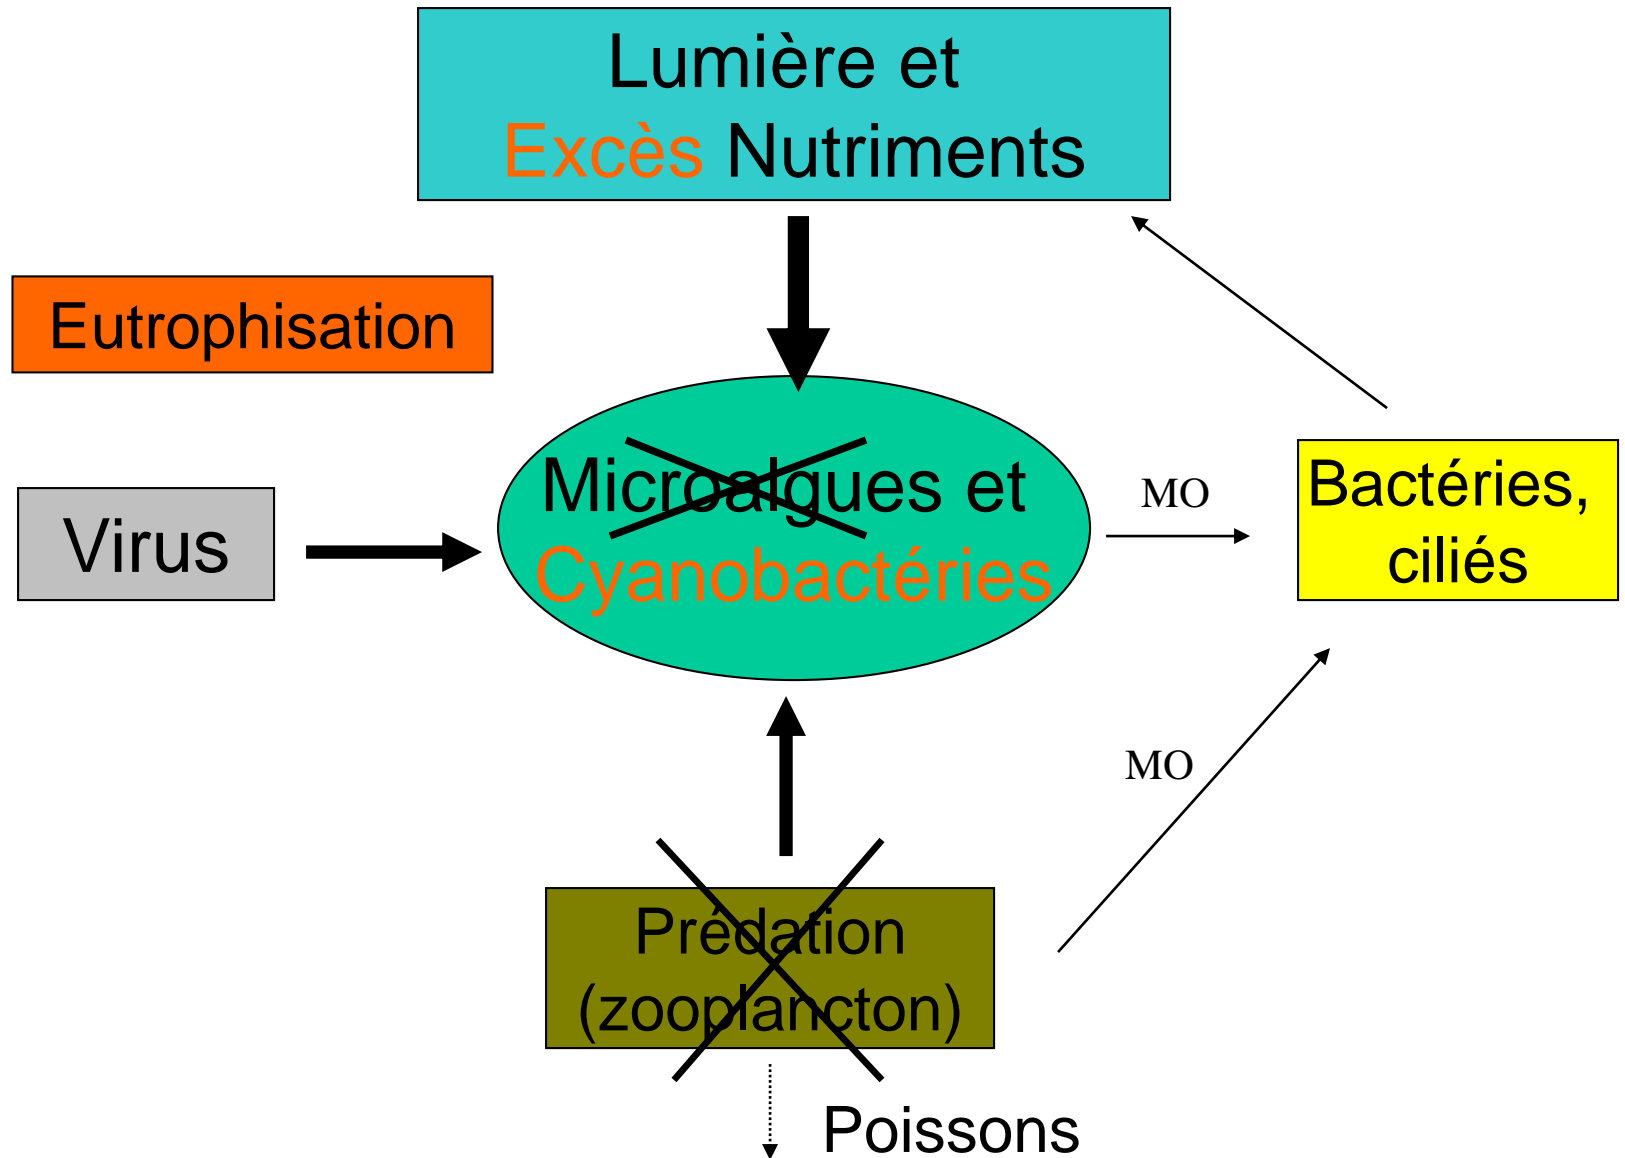 Lumière et
Excès Nutriments
Eutrophisation
Microalgues et
Cyanobactéries
Virus
MO
Bactéries,
ciliés
MO
Prédation
(zooplancton)
Poissons